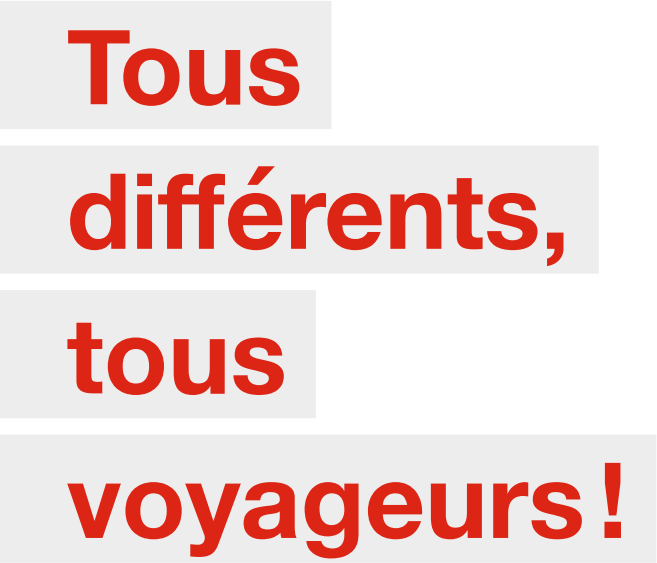 Tous
différents,
tous
voyageurs !